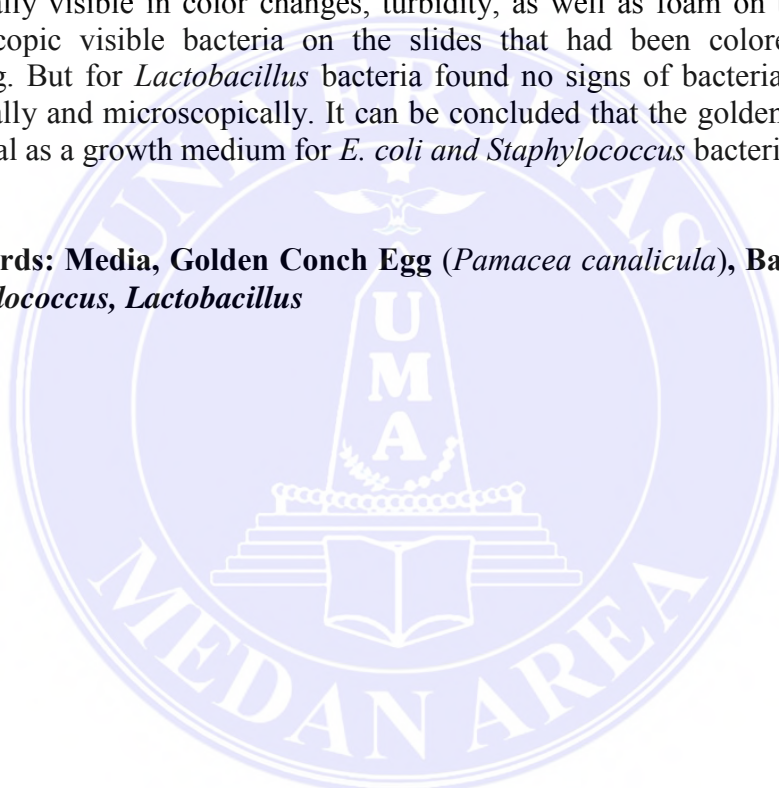 ally visible in color changes, turbidity, as well as foam on
copic visible bacteria on the slides that had been colore
g. But for Lactobacillus bacteria found no signs of bacteria
ally and microscopically. It can be concluded that the golden
al as a growth medium for E. coli and Staphylococcus bacteri
rds: Media, Golden Conch Egg (Pamacea canalicula), Ba
lococcus, Lactobacillus
UNIVERSITAS
UMA
MEDAN AREA